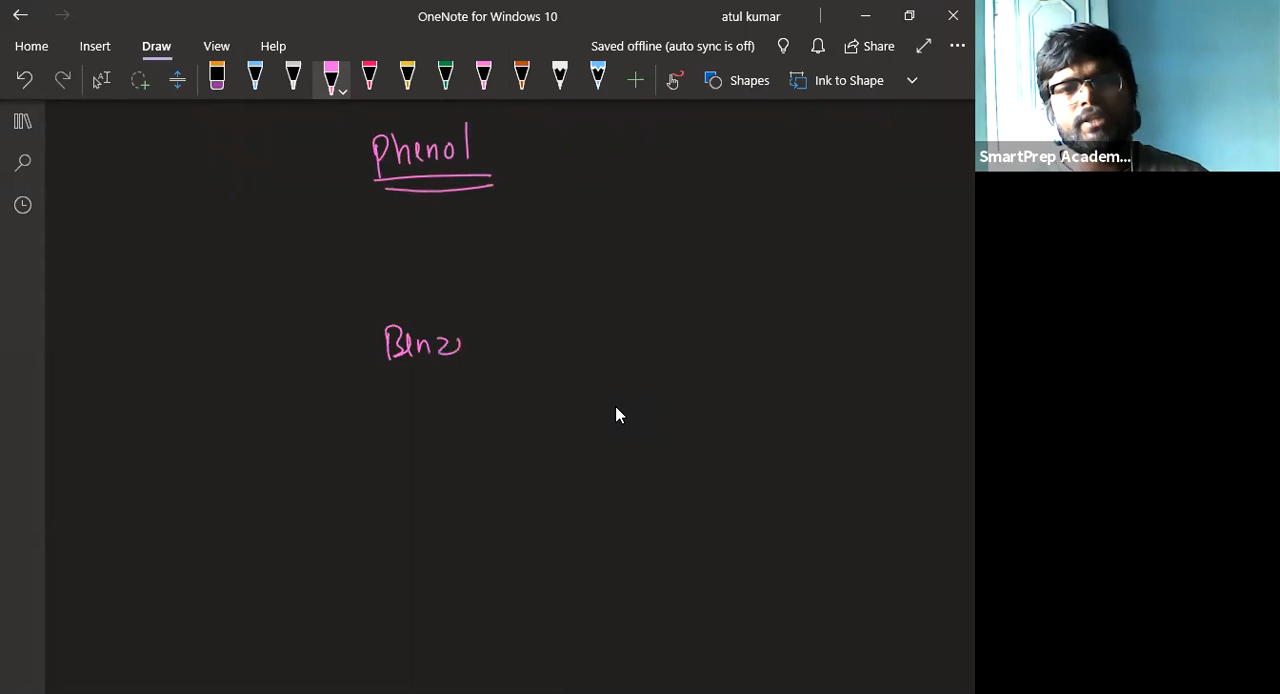 OneNote for Windows 10
atul kumar
Home Insert Draw View Help
Saved offline (auto sync is off)
Share
Shapes
Ink to Shape
SmartPrep Academ...
Phenol
Benz